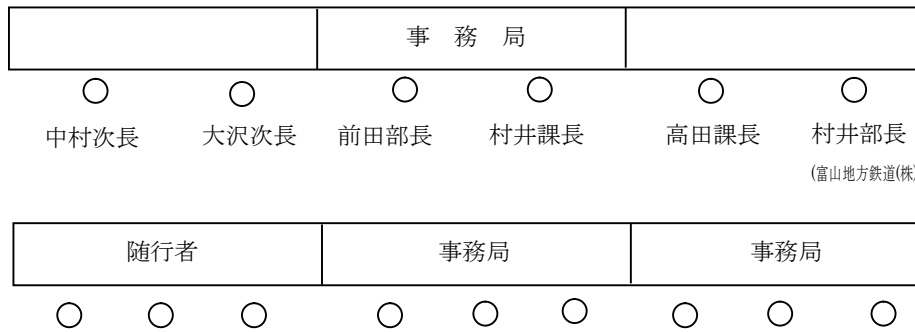 事 務 局
中村次長 大沢次長 前田部長 村井課長 高田課長 村井部長
(富山地方鉄道(株)
随行者 事務局 事務局